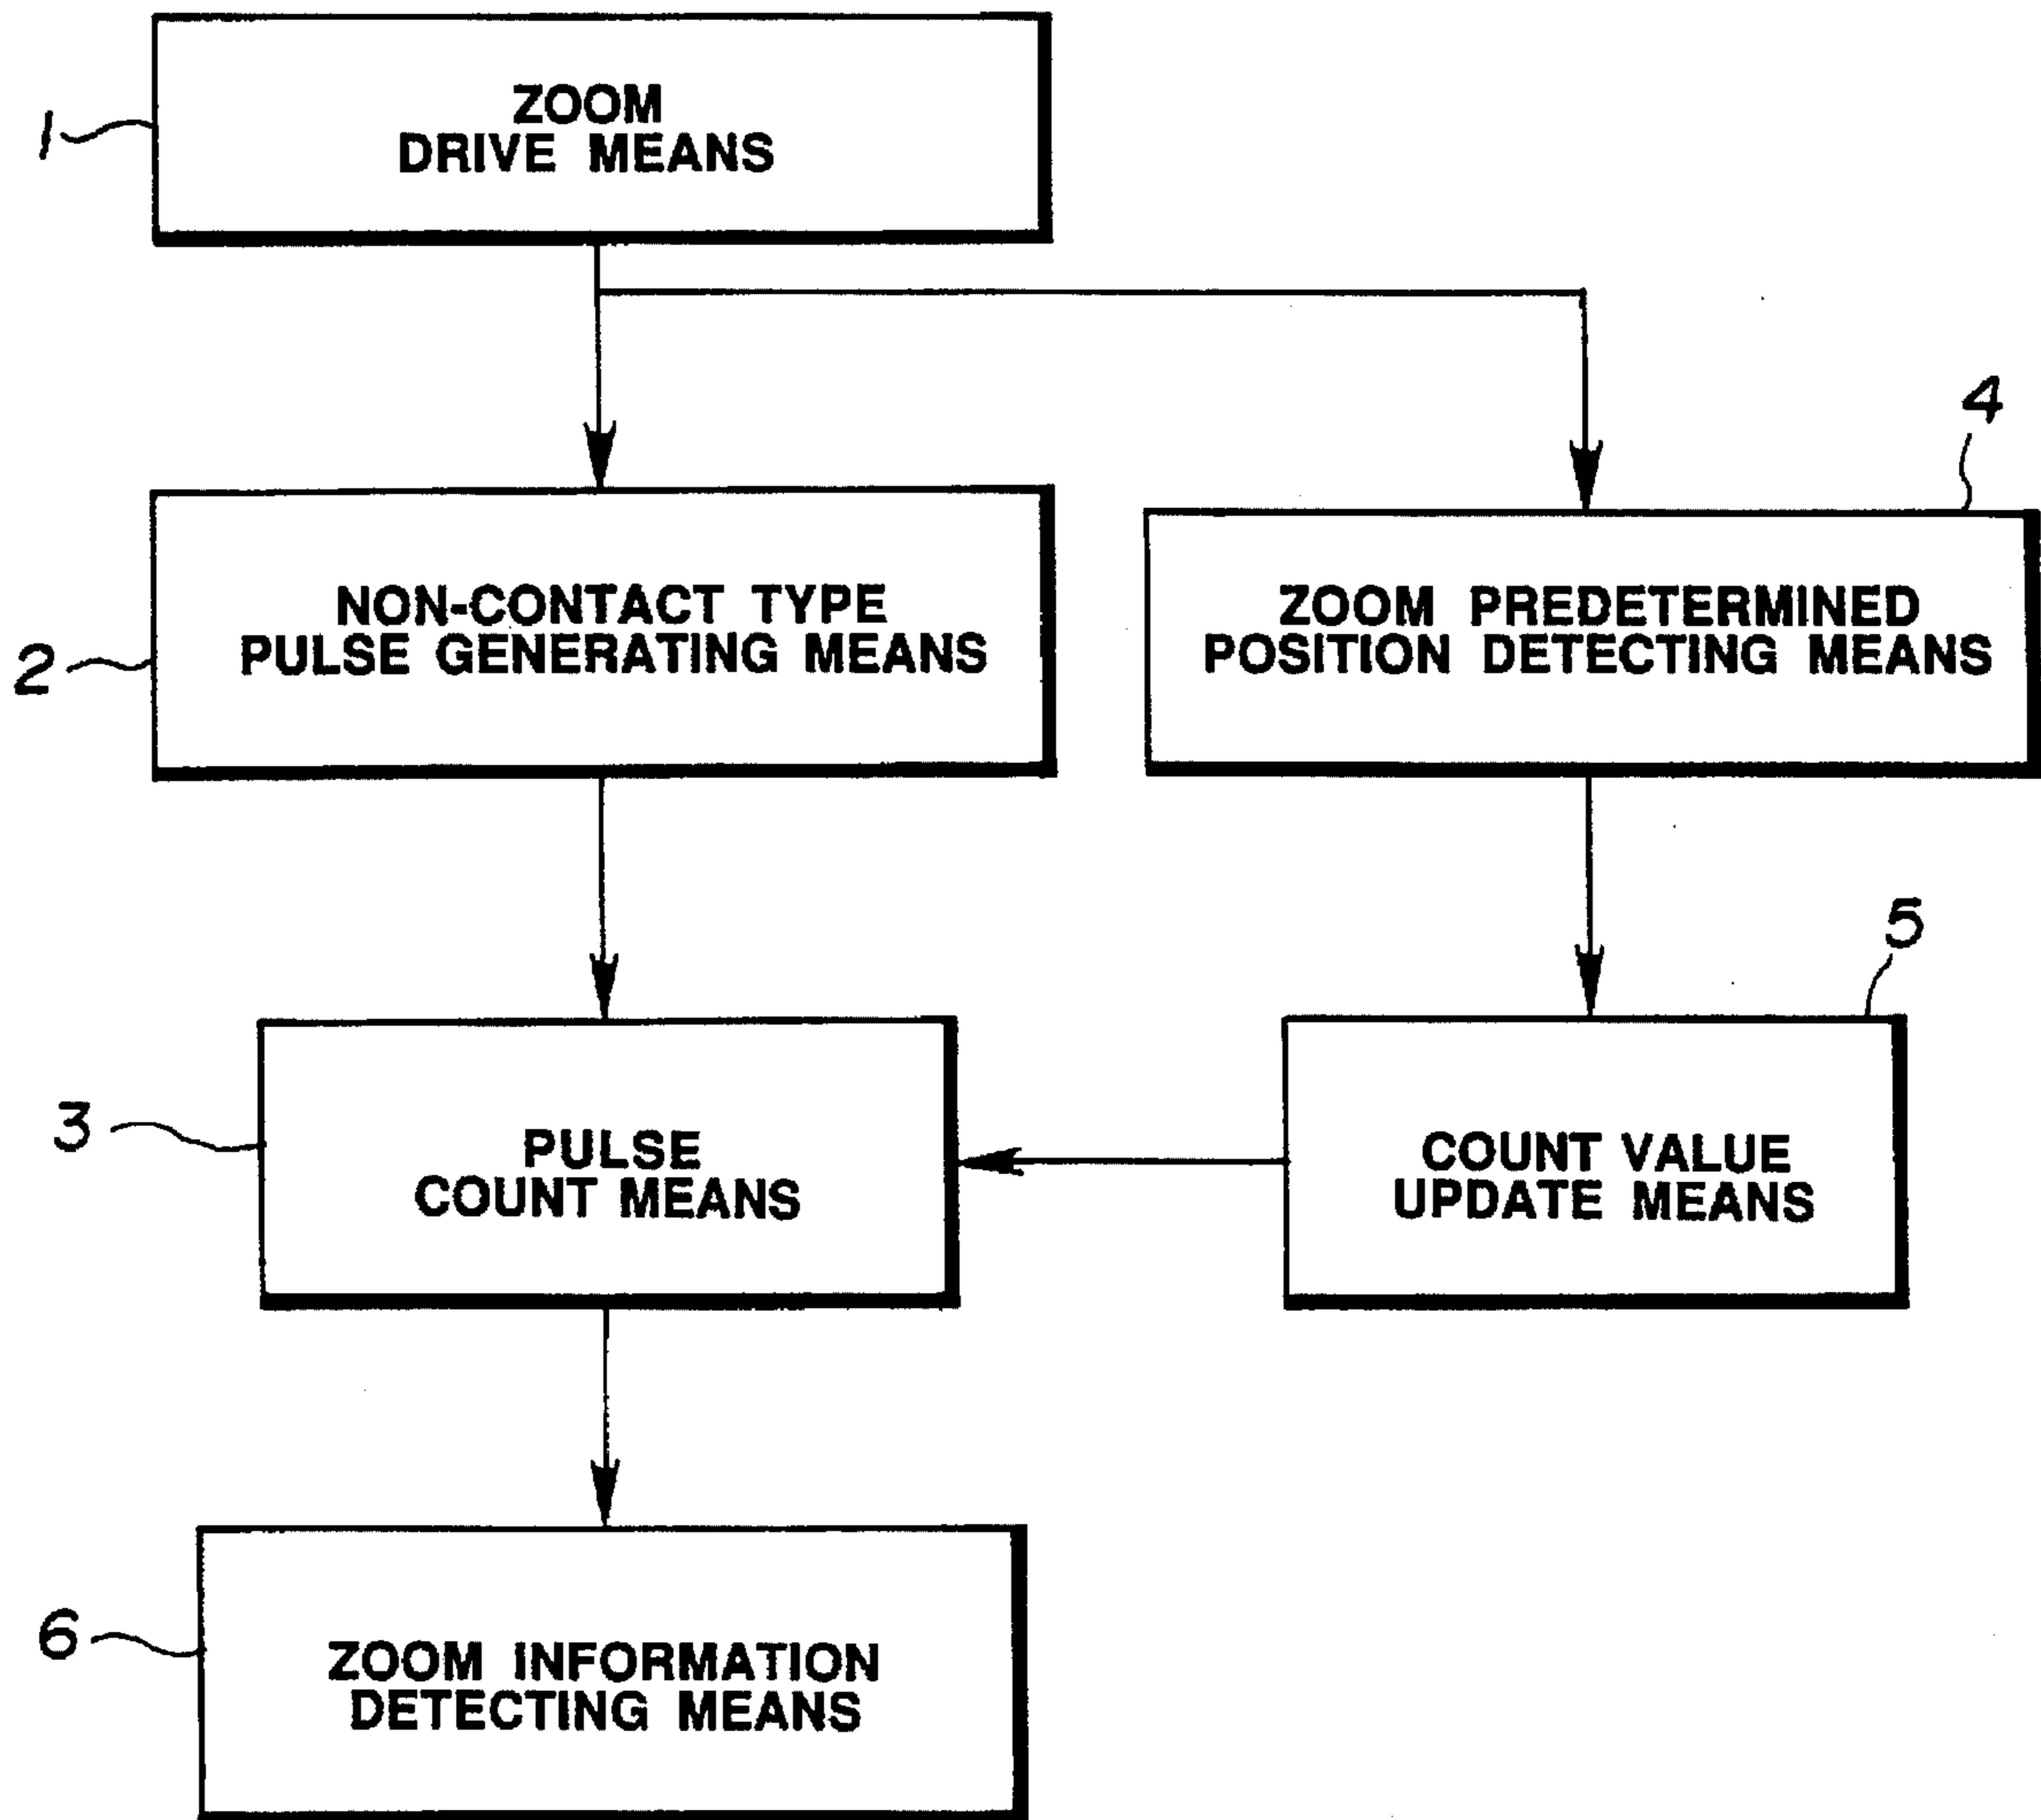 1
ZOOM
DRIVE MEANS
2
NON-CONTACT TYPE
PULSE GENERATING MEANS
4
ZOOM PREDETERMINED
POSITION DETECTING MEANS
3
PULSE
COUNT MEANS
5
COUNT VALUE
UPDATE MEANS
6
ZOOM INFORMATION
DETECTING MEANS